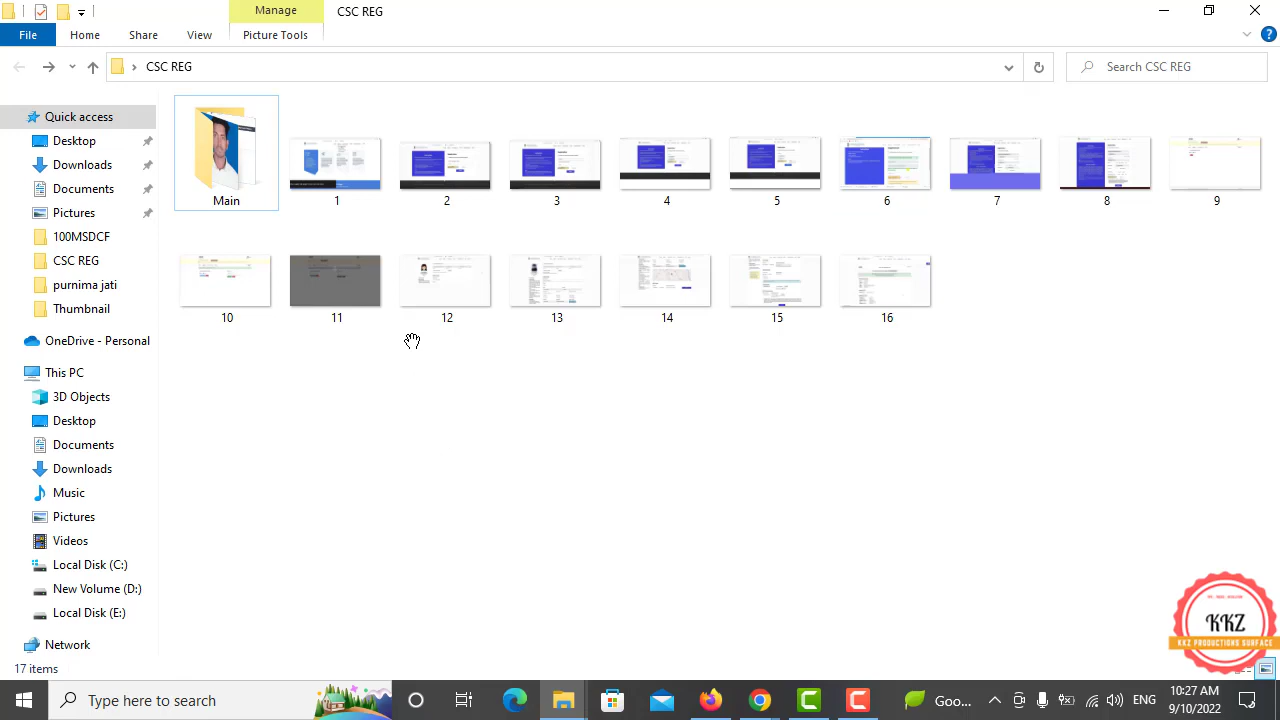 Manage
CSC REG
File
Home
Share
View
Picture Tools
CSC REG
Search CSC REG
Quick access
Desktop
Downloads
Documents
Pictures
100MSDCF
CSC REG
Thumbnail
OneDrive - Personal
This PC
3D Objects
Desktop
Documents
Downloads
Music
Pictures
Videos
Local Disk (C:)
New Volume (D:)
Local Disk (E:)
Network
Main
1
2
3
4
5
6
7
8
9
10
11
12
13
14
15
16
KKZ
KKZ PRODUCTIONS SURFACE
17 items
Type here to search
Goo...
ENG
10:27 AM
9/10/2022